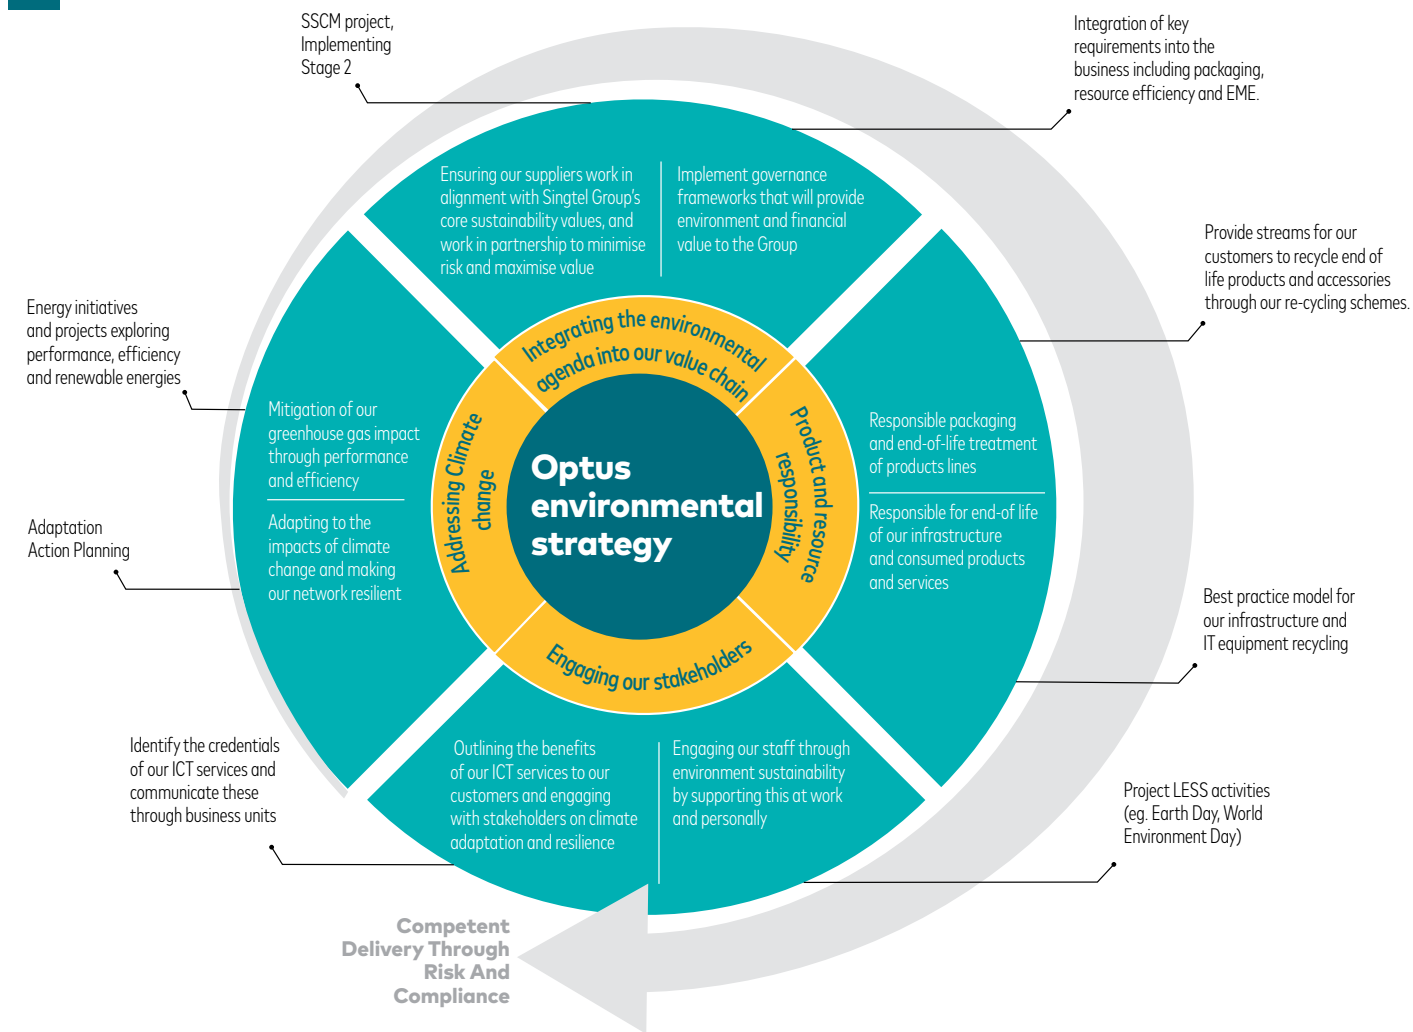 SSCM project,
Implementing
Stage 2
Integration of key
requirements into the
business including packaging,
resource efficiency and EME.
Ensuring our suppliers work in
alignment with Singtel Group's
core sustainability values, and
work in partnership to minimise
risk and maximise value
Implement governance
frameworks that will provide
environment and financial
value to the Group
Provide streams for our
customers to recycle end of
life products and accessories
through our re-cycling schemes.
Energy initiatives
and projects exploring
performance, efficiency
and renewable energies
Integrating the environmental
agenda into our value chain
Mitigation of our
greenhouse gas impact
through performance
and efficiency
Adapting to the
impacts of climate
change and making
our network resilient
Addressing Climate
change
Optus
environmental
strategy
Product and resource
responsibility
Responsible packaging
and end-of-life treatment
of products lines
Responsible for end-of life
of our infrastructure
and consumed products
and services
Adaptation
Action Planning
Best practice model for
our infrastructure and
IT equipment recycling
Engaging our stakeholders
Identify the credentials
of our ICT services and
communicate these
through business units
Outlining the benefits
of our ICT services to our
customers and engaging
with stakeholders on climate
adaptation and resilience
Engaging our staff through
environment sustainability
by supporting this at work
and personally
Project LESS activities
(eg. Earth Day, World
Environment Day)
Competent
Delivery Through
Risk And
Compliance